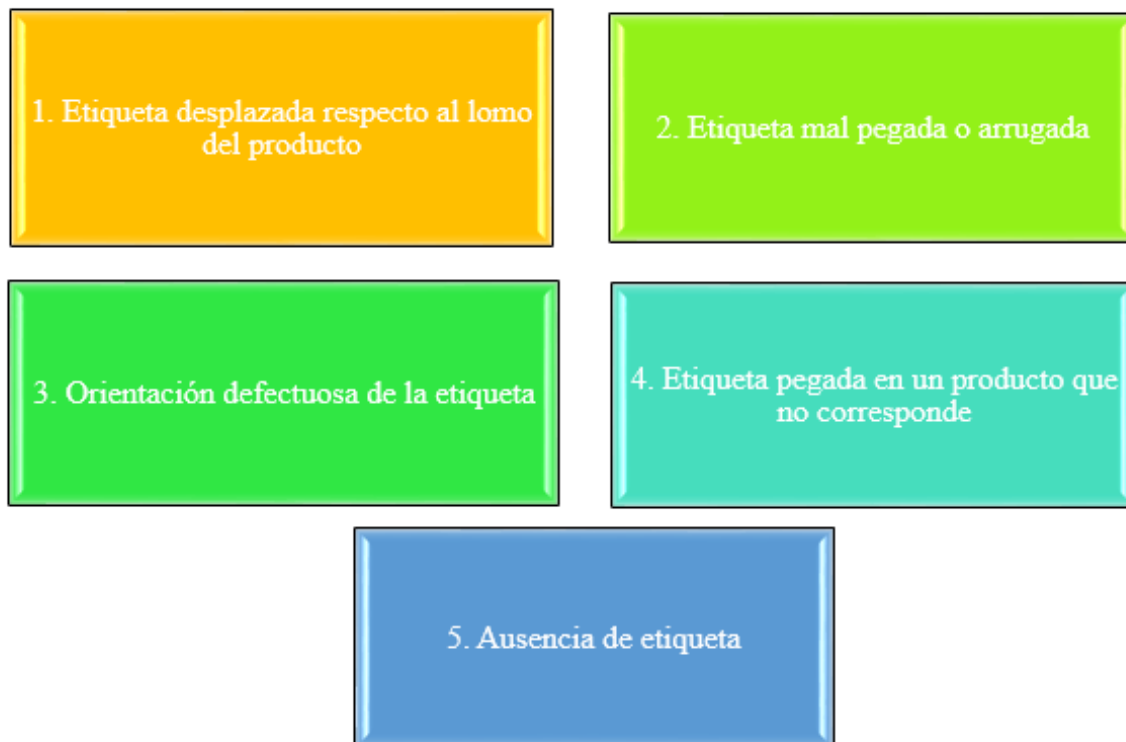 1. Etiqueta desplazada respecto al lomo
del producto
2. Etiqueta mal pegada o arrugada
3. Orientación defectuosa de la etiqueta
4. Etiqueta pegada en un producto que
no corresponde
5. Ausencia de etiqueta